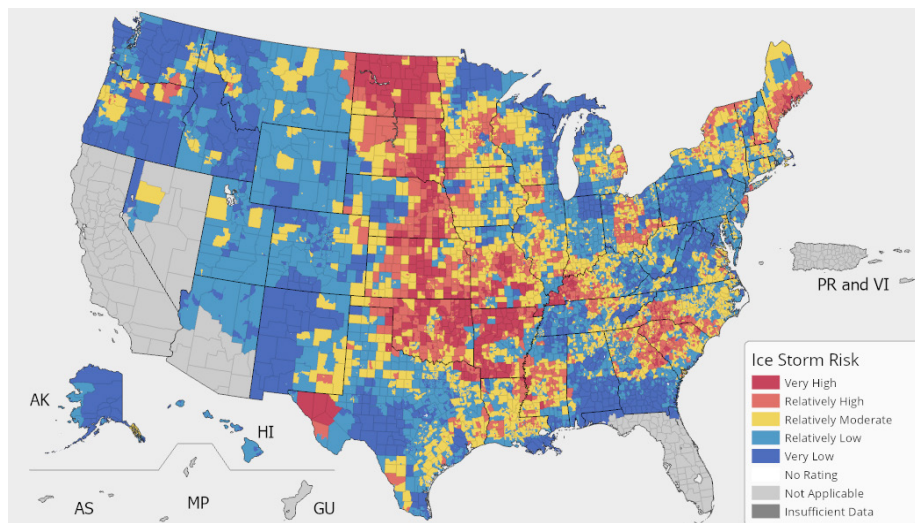 PR and VI
AK
HI
AS
MP
GU
Ice Storm Risk
Very High
Relatively High
Relatively Moderate
Relatively Low
Very Low
No Rating
Not Applicable
Insufficient Data